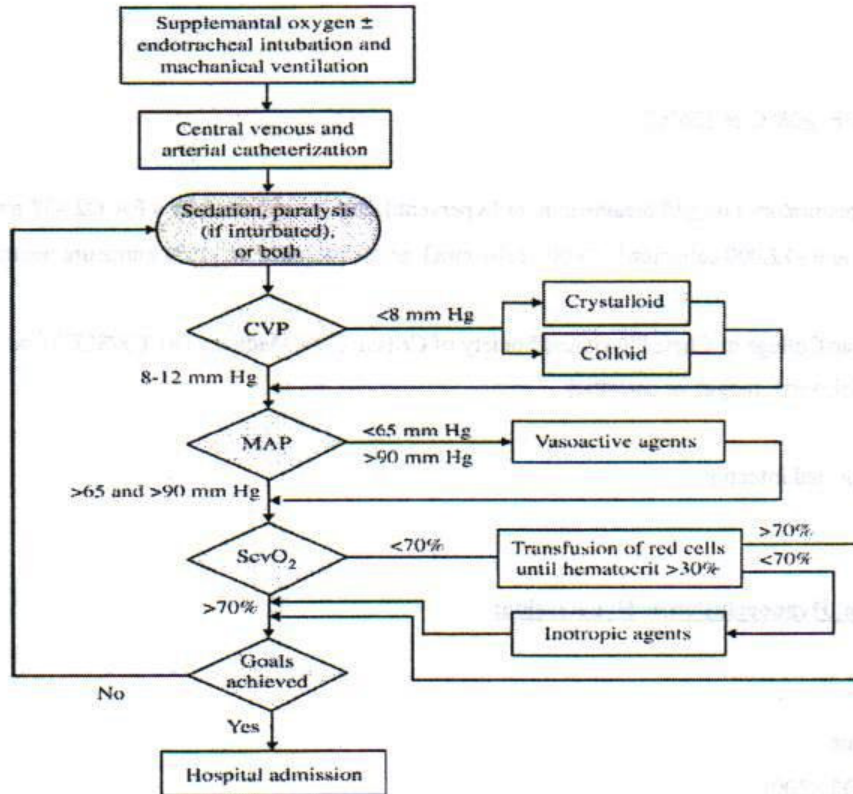 Supplemantal oxygen ±
endotracheal intubation and
machanical ventilation
Central venous and
arterial catheterization
Sedation, paralysis
(if inturbated),
or both
CVP
<8 mm Hg
Crystalloid
Colloid
8-12 mm Hg
MAP
<65 mm Hg
>90 mm Hg
Vasoactive agents
>65 and >90 mm Hg
ScvO2
<70%
Transfusion of red cells
until hematocrit >30%
>70%
<70%
>70%
Inotropic agents
Goals
achieved
No
Yes
Hospital admission